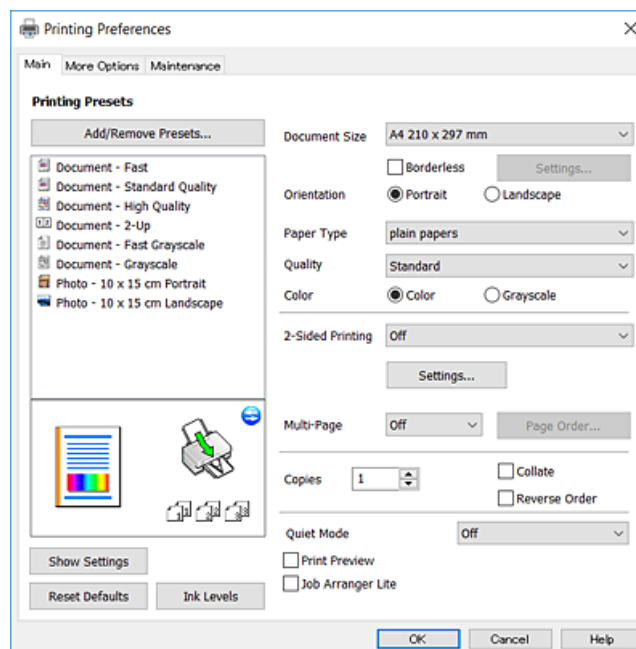 Printing Preferences
Main More Options Maintenance
Printing Presets
Add/Remove Presets...
Document - Fast
Document - Standard Quality
Document - High Quality
Document - 2-Up
Document - Fast Grayscale
Document - Grayscale
Photo - 10 x 15 cm Portrait
Photo - 10 x 15 cm Landscape
Show Settings
Reset Defaults Ink Levels
Document Size A4 210 x 297 mm
Borderless Settings...
Orientation Portrait Landscape
Paper Type plain papers
Quality Standard
Color Color Grayscale
2-Sided Printing Off
Settings...
Multi-Page Off Page Order...
Copies 1 Collate
Reverse Order
Quiet Mode Off
Print Preview
Job Arranger Lite
OK Cancel Help